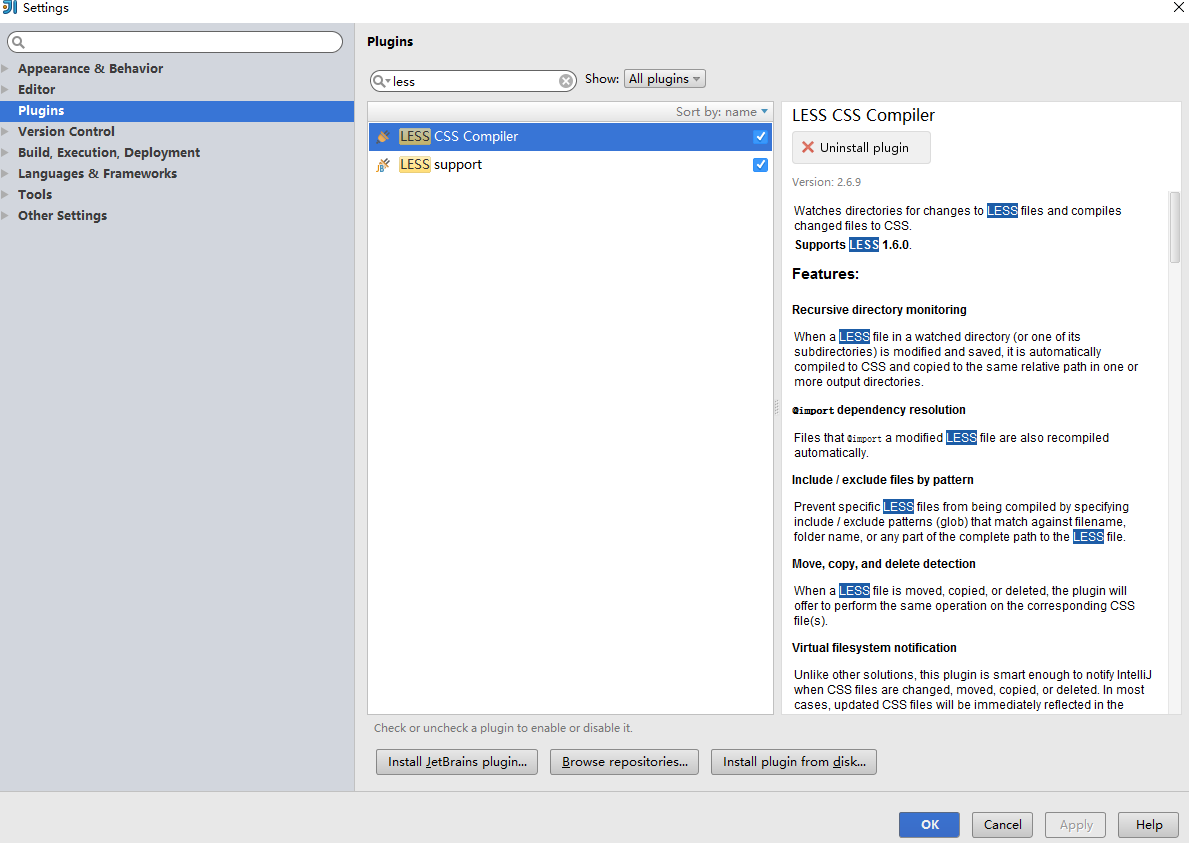 Settings
Appearance & Behavior
Editor
Plugins
Version Control
Build, Execution, Deployment
Languages & Frameworks
Tools
Other Settings
Plugins
less
Show: All plugins
Sort by: name
LESS CSS Compiler
LESS support
LESS CSS Compiler
Uninstall plugin
Version: 2.6.9
Watches directories for changes to LESS files and compiles
changed files to CSS.
Supports LESS 1.6.0.
Features:
Recursive directory monitoring
When a LESS file in a watched directory (or one of its
subdirectories) is modified and saved, it is automatically
compiled to CSS and copied to the same relative path in one or
more output directories.
@import dependency resolution
Files that @import a modified LESS file are also recompiled
automatically.
Include / exclude files by pattern
Prevent specific LESS files from being compiled by specifying
include / exclude patterns (glob) that match against filename,
folder name, or any part of the complete path to the LESS file.
Move, copy, and delete detection
When a LESS file is moved, copied, or deleted, the plugin will
offer to perform the same operation on the corresponding CSS
file(s).
Virtual filesystem notification
Unlike other solutions, this plugin is smart enough to notify IntelliJ
when CSS files are changed, moved, copied, or deleted. In most
cases, updated CSS files will be immediately reflected in the
Check or uncheck a plugin to enable or disable it.
Install JetBrains plugin...
Browse repositories...
Install plugin from disk...
OK
Cancel
Apply
Help